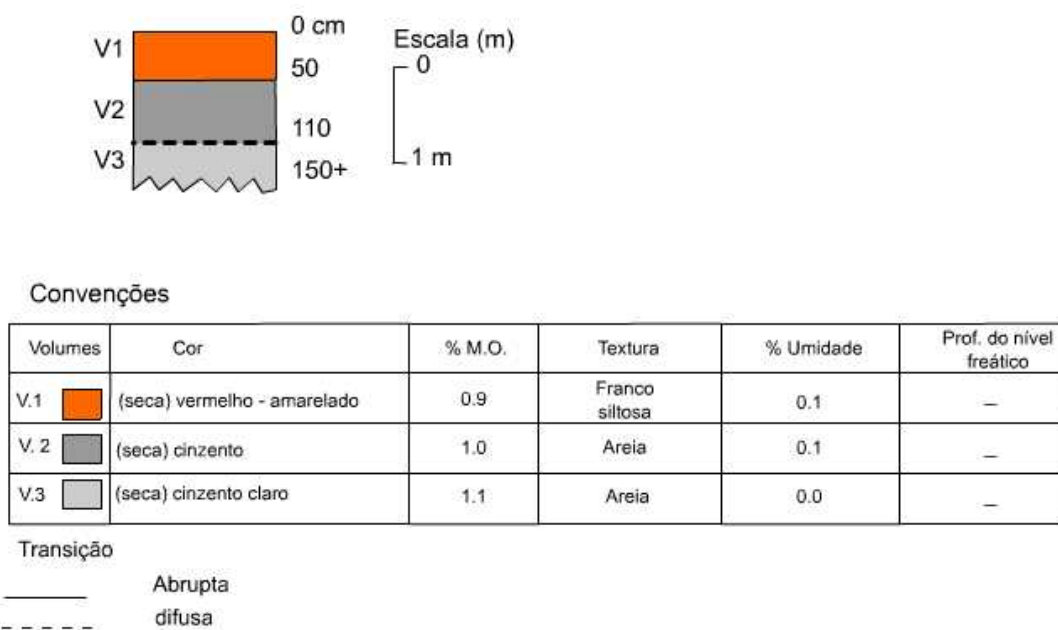 V1
0 cm
50
V2
110
V3
150+
Escala (m)
0
1 m
Convenções
Volumes Cor % M.O. Textura % Umidade Prof. do nível
freático
V.1 (seca) vermelho - amarelado 0.9 Franco
siltosa 0.1 –
V. 2 (seca) cinzento 1.0 Areia 0.1 –
V.3 (seca) cinzento claro 1.1 Areia 0.0 –
Transição
Abrupta
difusa